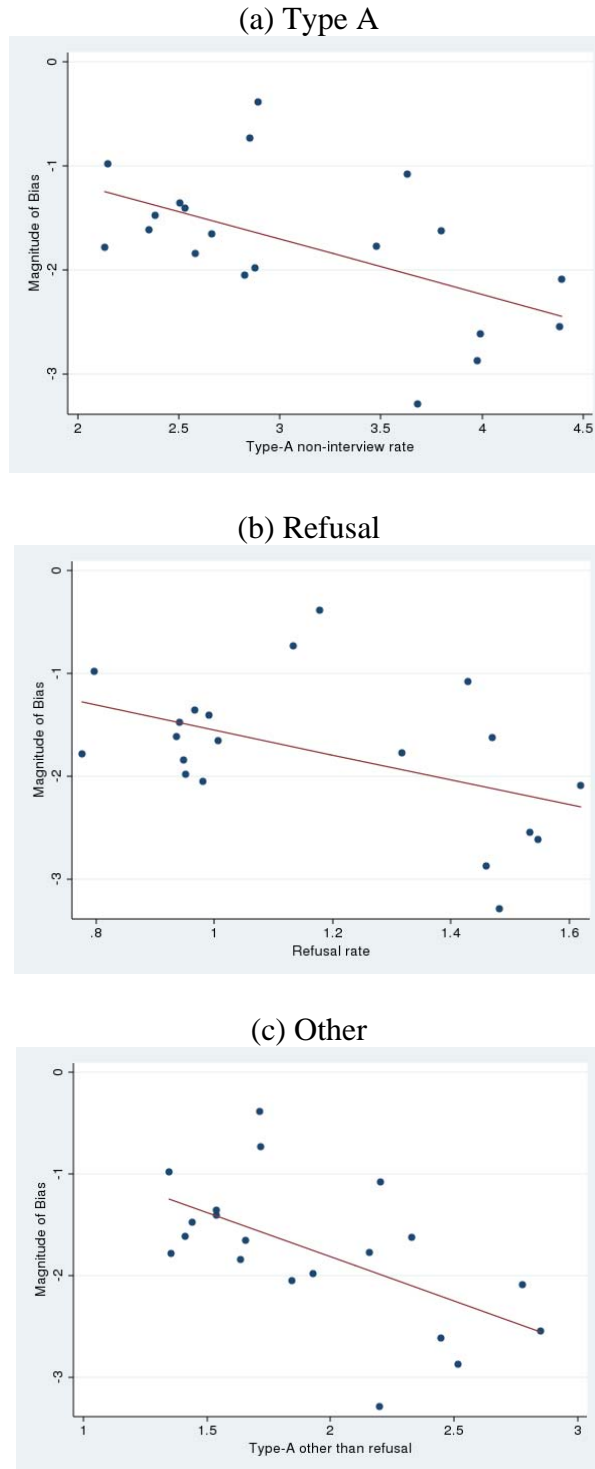 (a) Type A
0
-1
-2
-3
Magnitude of Bias
2 2.5 3 3.5 4 4.5
Type-A non-interview rate
(b) Refusal
0
-1
-2
-3
Magnitude of Bias
.8 1 1.2 1.4 1.6
Refusal rate
(c) Other
0
-1
-2
-3
Magnitude of Bias
1 1.5 2 2.5 3
Type-A other than refusal